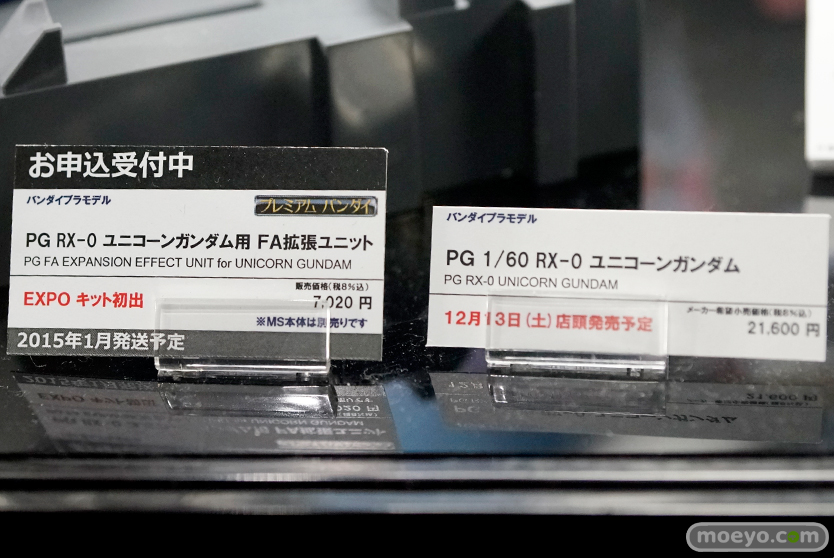 お申込受付中
バンダイプラモデル
プレミアム バンダイ
PG RX-0 ユニコーンガンダム用 FA拡張ユニット
PG FA EXPANSION EFFECT UNIT for UNICORN GUNDAM
販売価格(税8%込)
EXPO キット初出
7,020 円
※MS本体は別売りです
2015年1月発送予定
バンダイプラモデル
PG 1/60 RX-0 ユニコーンガンダム
PG RX-0 UNICORN GUNDAM
メーカー希望小売価格(税8%込)
12月13日(土)店頭発売予定
21,600 円
moeyo.com